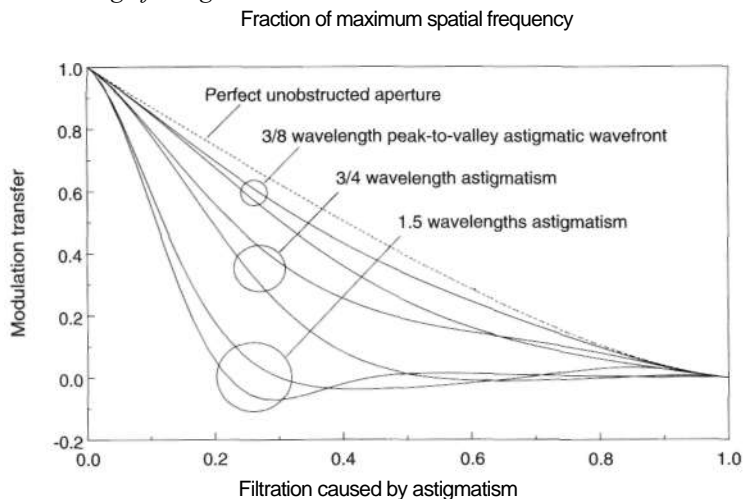 Fraction of maximum spatial frequency
1.0
Perfect unobstructed aperture
0.8
3/8 wavelength peak-to-valley astigmatic wavefront
0.6
3/4 wavelength astigmatism
1.5 wavelengths astigmatism
0.4
Modulation transfer
0.2
0.0
-0.2
0.0 0.2 0.4 0.6 0.8 1.0
Filtration caused by astigmatism